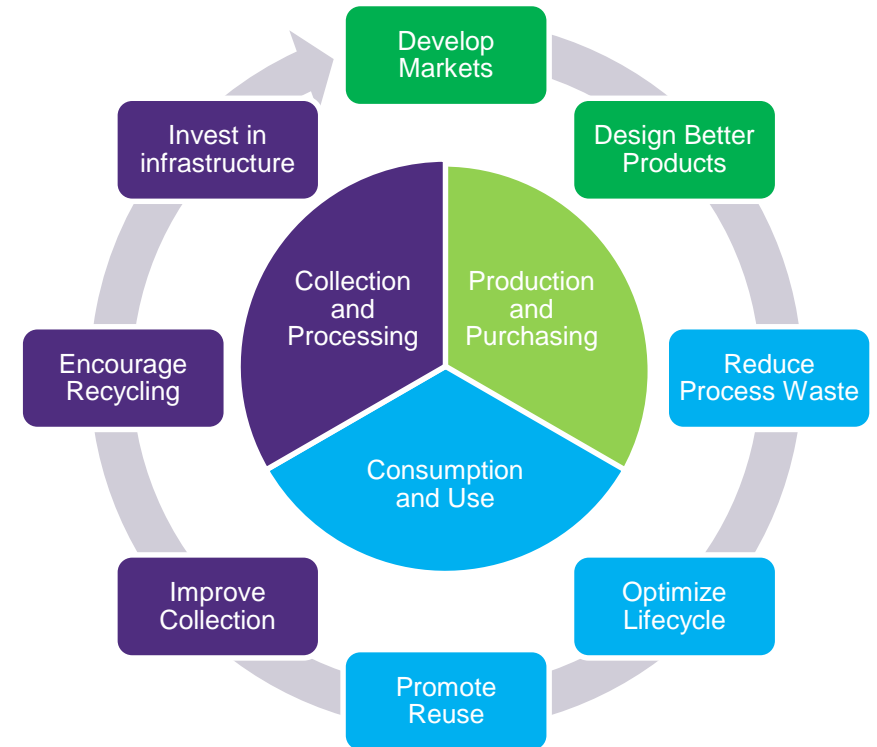 Develop
Markets
Design Better
Products
Reduce
Process Waste
Optimize
Lifecycle
Promote
Reuse
Improve
Collection
Encourage
Recycling
Invest in
infrastructure
Collection
and
Processing
Production
and
Purchasing
Consumption
and Use